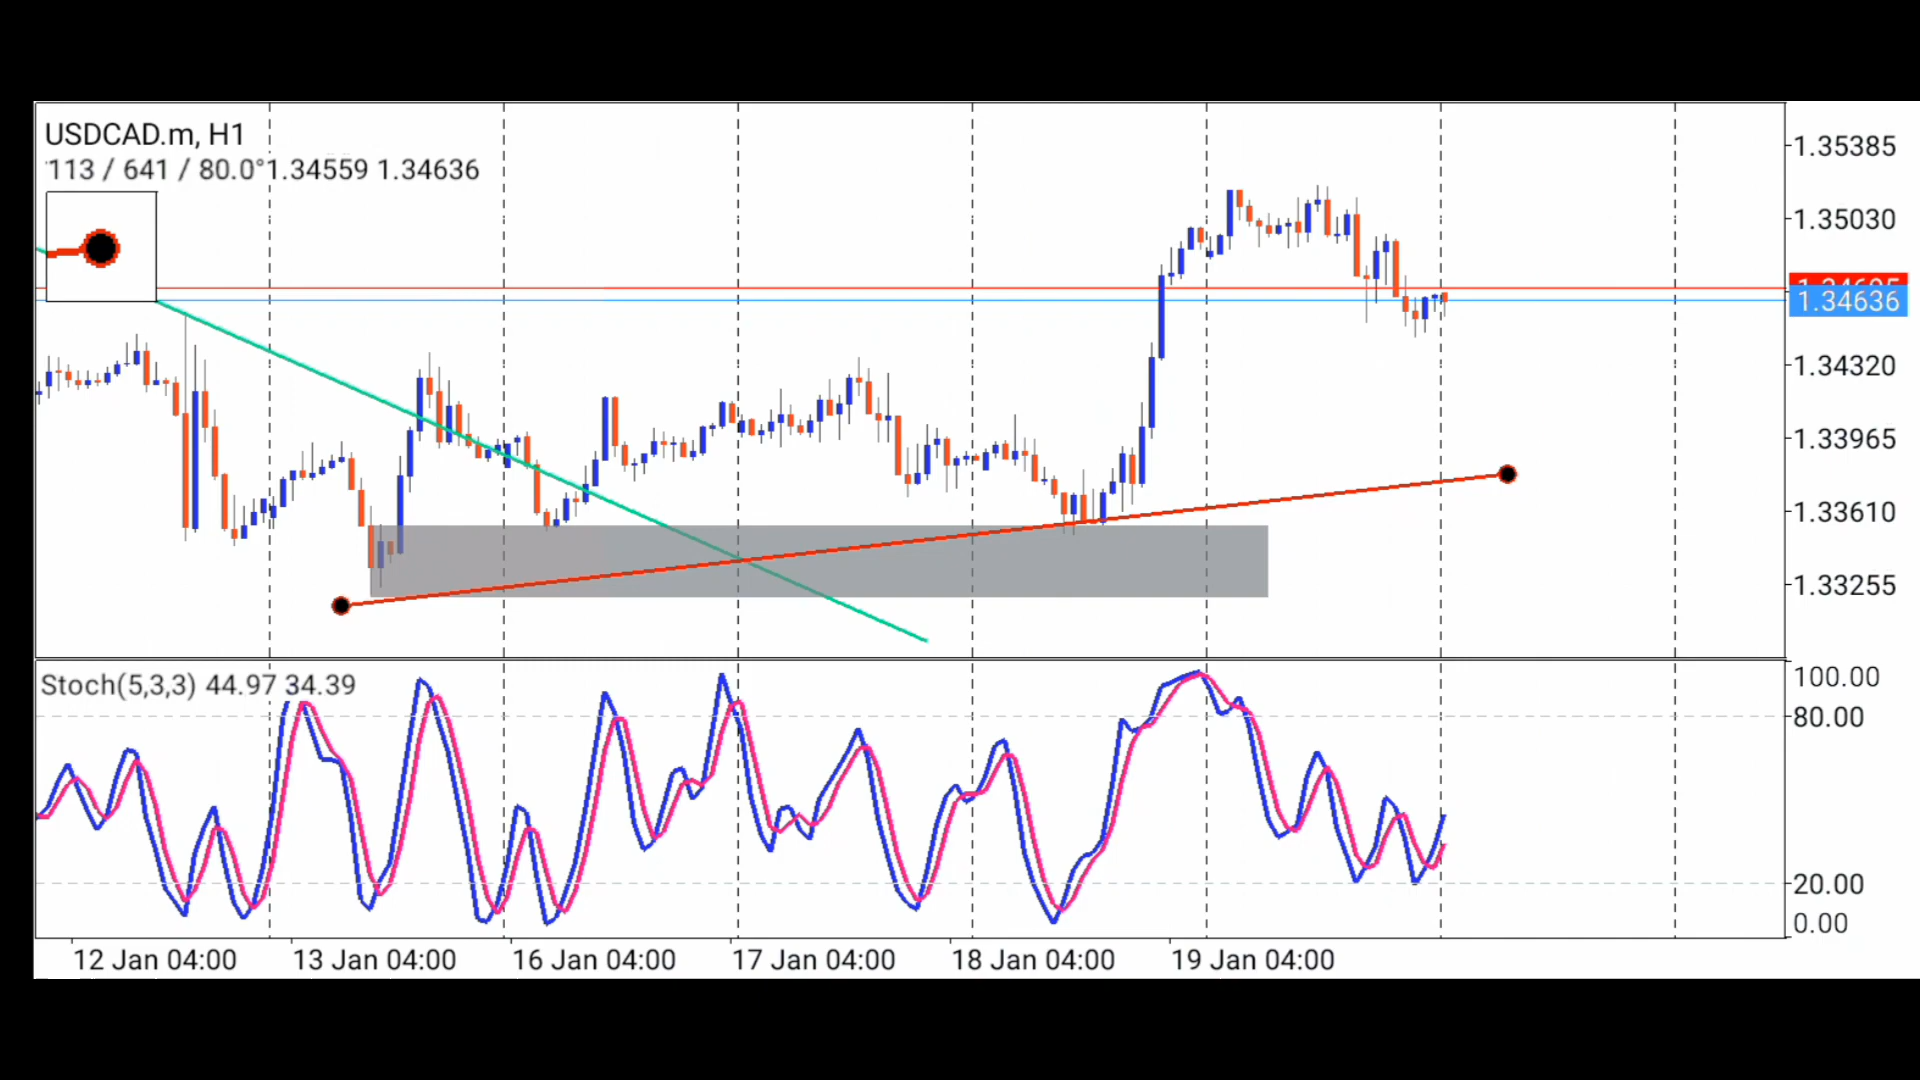 USDCAD.m, H1
113 / 641 / 80.0°1.34559 1.34636
1.35385
1.35030
1.34636
1.34320
1.33965
1.33610
1.33255
Stoch(5,3,3) 44.97 34.39
100.00
80.00
20.00
0.00
12 Jan 04:00 13 Jan 04:00 16 Jan 04:00 17 Jan 04:00 18 Jan 04:00 19 Jan 04:00